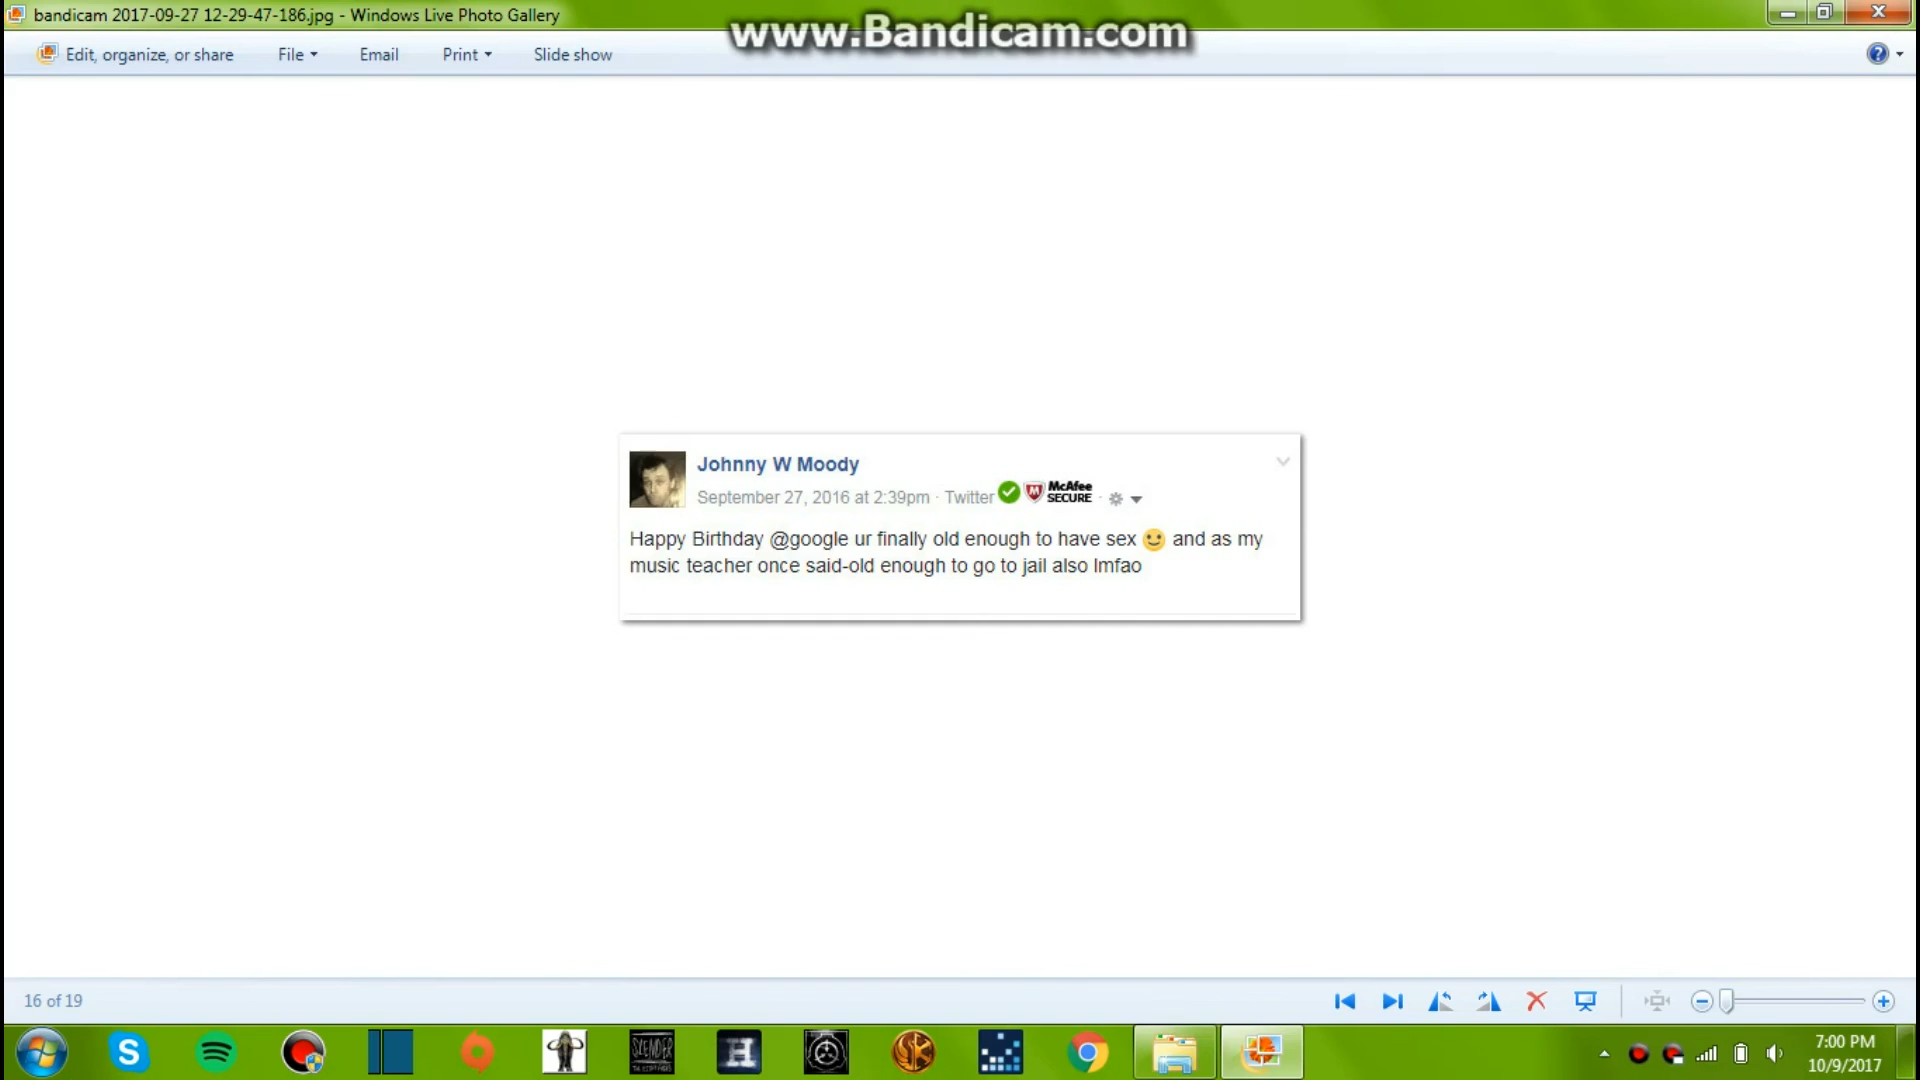 bandicam 2017-09-27 12-29-47-186.jpg - Windows Live Photo Gallery
www.Bandicam.com
Edit, organize, or share File Email Print Slide show
Johnny W Moody
September 27, 2016 at 2:39pm · Twitter McAfee SECURE ·
Happy Birthday @google ur finally old enough to have sex 🙂 and as my
music teacher once said-old enough to go to jail also lmfao
16 of 19
SLENDER
H
7:00 PM
10/9/2017